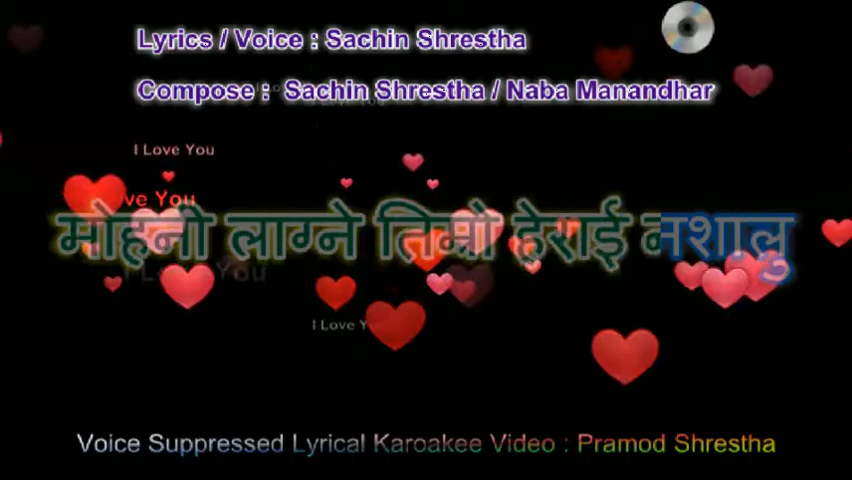 Lyrics / Voice : Sachin Shrestha
Compose : Sachin Shrestha / Naba Manandhar
I Love You
ve You
मोहनी लाग्ने तिम्रो हेराई नशालु
I Love You
I Love Y
Voice Suppressed Lyrical Karoakee Video : Pramod Shrestha